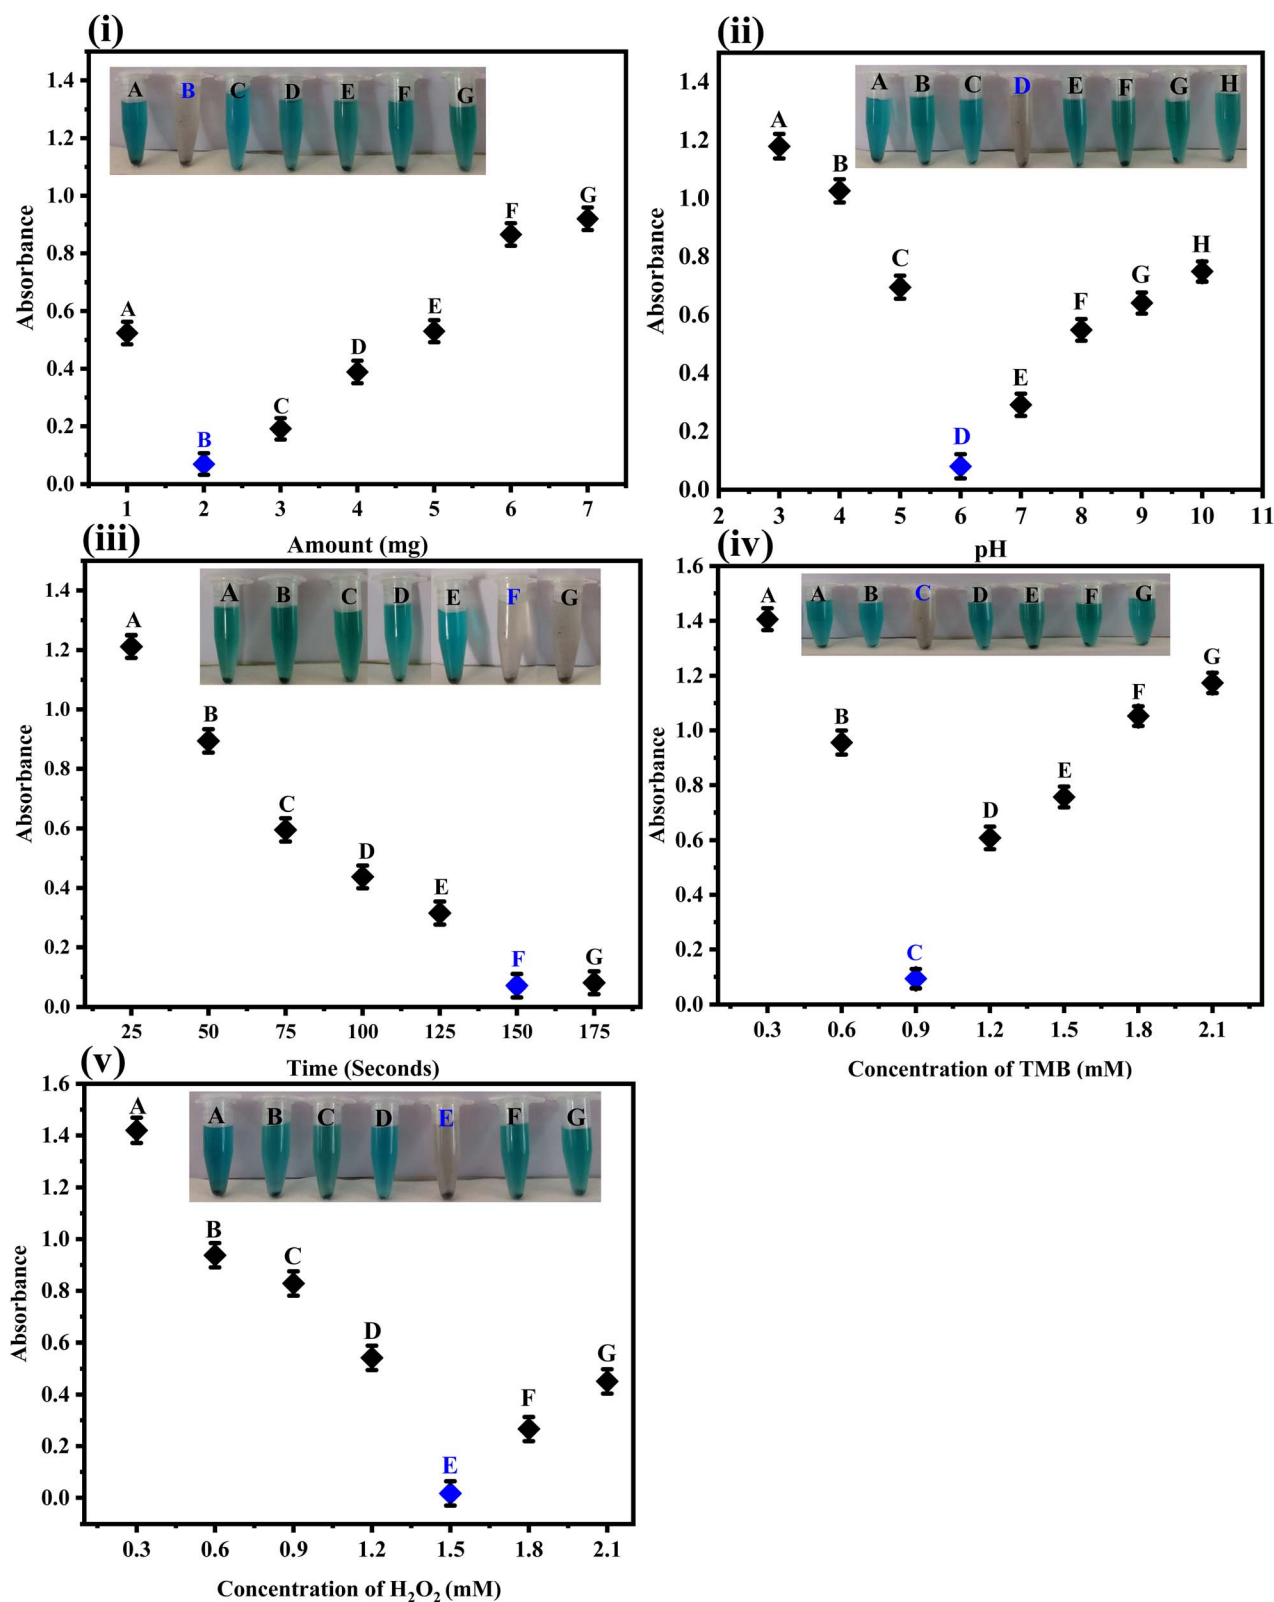 (i)
1.4
1.2
1.0
0.8
0.6
0.4
0.2
0.0
Absorbance
A B C D E F G
A
B
C
D
E
F
G
1 2 3 4 5 6 7
Amount (mg)
(ii)
1.4
1.2
1.0
0.8
0.6
0.4
0.2
0.0
Absorbance
A B C D E F G H
A
B
C
D
E
F
G
H
2 3 4 5 6 7 8 9 10 11
pH
(iii)
1.4
1.2
1.0
0.8
0.6
0.4
0.2
0.0
Absorbance
A B C D E F G
A
B
C
D
E
F
G
25 50 75 100 125 150 175
Time (Seconds)
(iv)
1.6
1.4
1.2
1.0
0.8
0.6
0.4
0.2
0.0
Absorbance
A B C D E F G
A
B
C
D
E
F
G
0.3 0.6 0.9 1.2 1.5 1.8 2.1
Concentration of TMB (mM)
(v)
1.6
1.4
1.2
1.0
0.8
0.6
0.4
0.2
0.0
Absorbance
A B C D E F G
A
B
C
D
E
F
G
0.3 0.6 0.9 1.2 1.5 1.8 2.1
Concentration of H₂O₂ (mM)